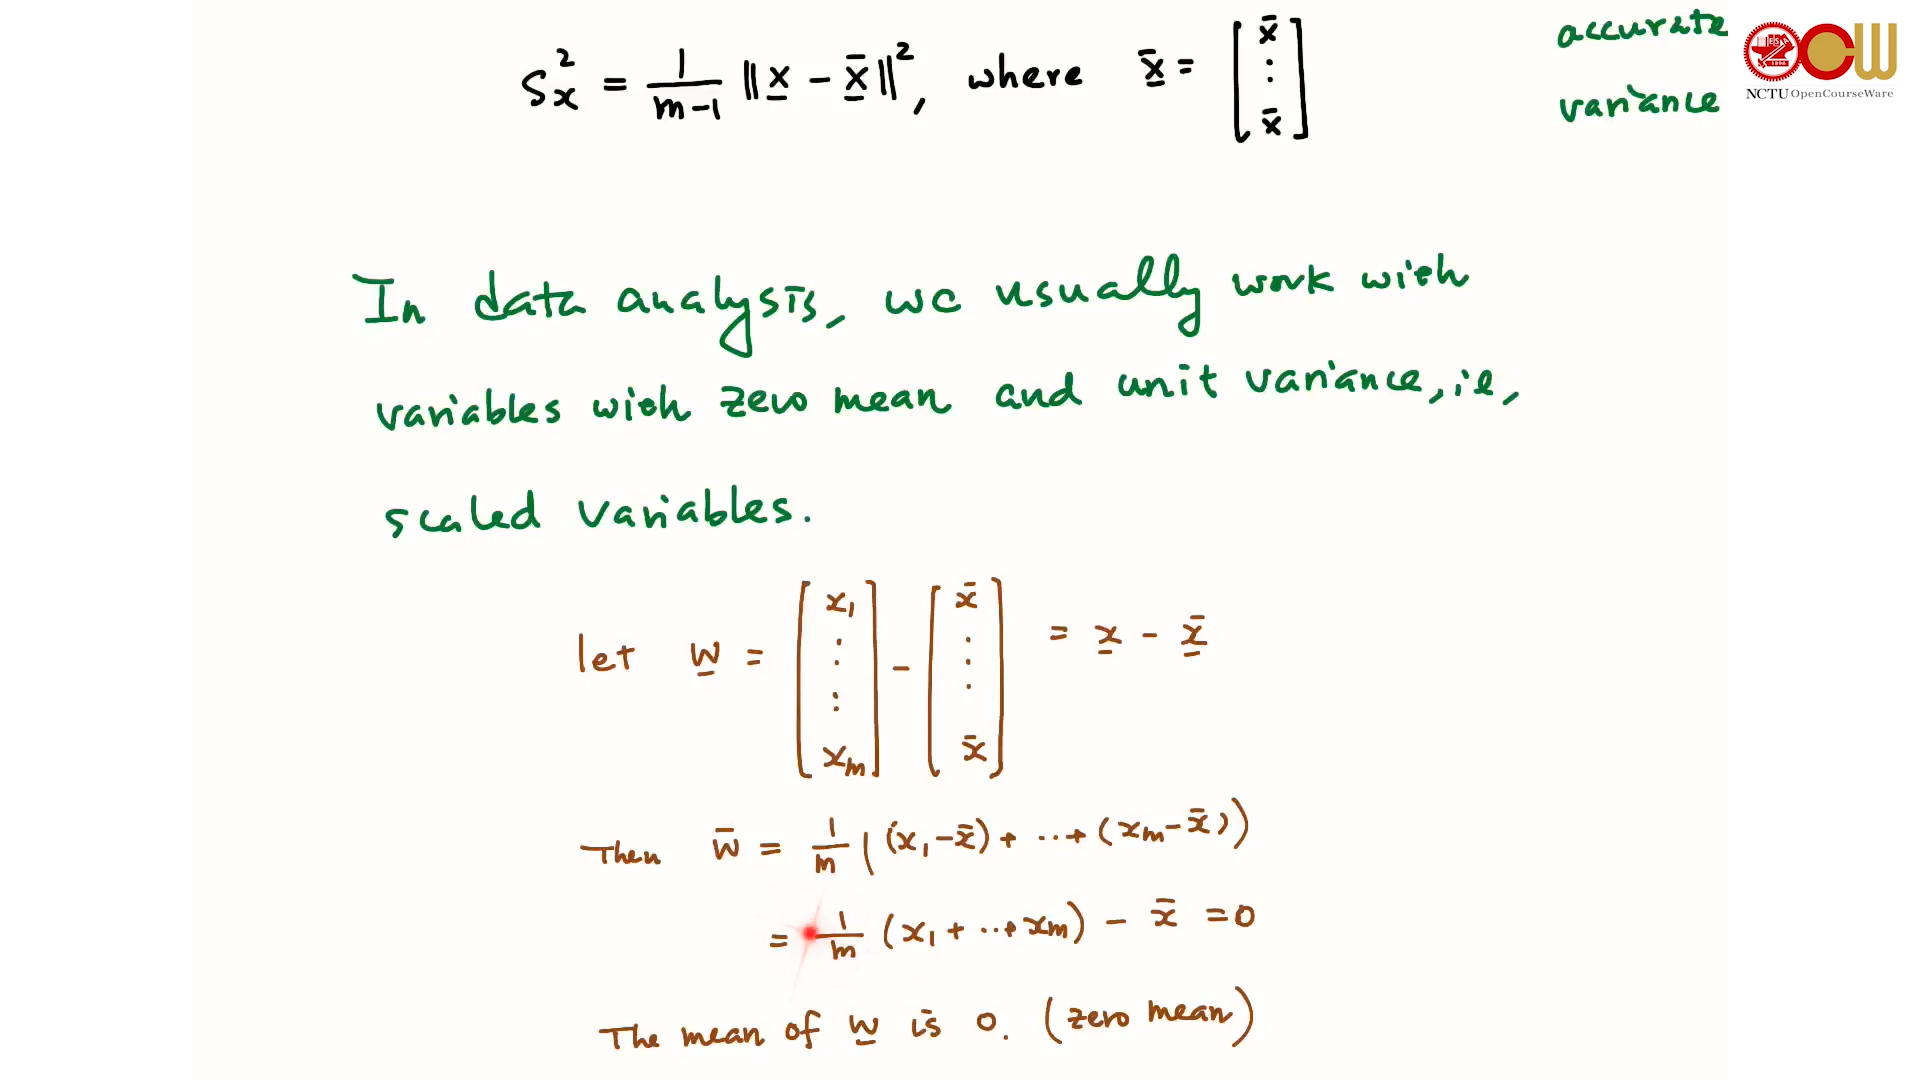 S_x^2 = 1/(m-1) ||x - x̄||^2, where x̄ = [x̄ ⋮ x̄]
accurate
variance
NCTU OpenCourseWare
In data analysis, we usually work with
variables with zero mean and unit variance, ie,
scaled variables.
let w = [x_1 ⋮ x_m] - [x̄ ⋮ x̄] = x - x̄
Then w̄ = 1/m ((x_1 - x̄) + ... + (x_m - x̄))
= 1/m (x_1 + ... + x_m) - x̄ = 0
The mean of w is 0. (zero mean)